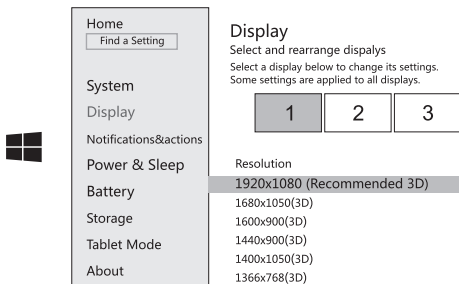 Home
Find a Setting
System
Display
Notifications&actions
Power & Sleep
Battery
Storage
Tablet Mode
About
Display
Select and rearrange dispalys
Select a display below to change its settings.
Some settings are applied to all displays.
1 2 3
Resolution
1920x1080 (Recommended 3D)
1680x1050(3D)
1600x900(3D)
1440x900(3D)
1400x1050(3D)
1366x768(3D)